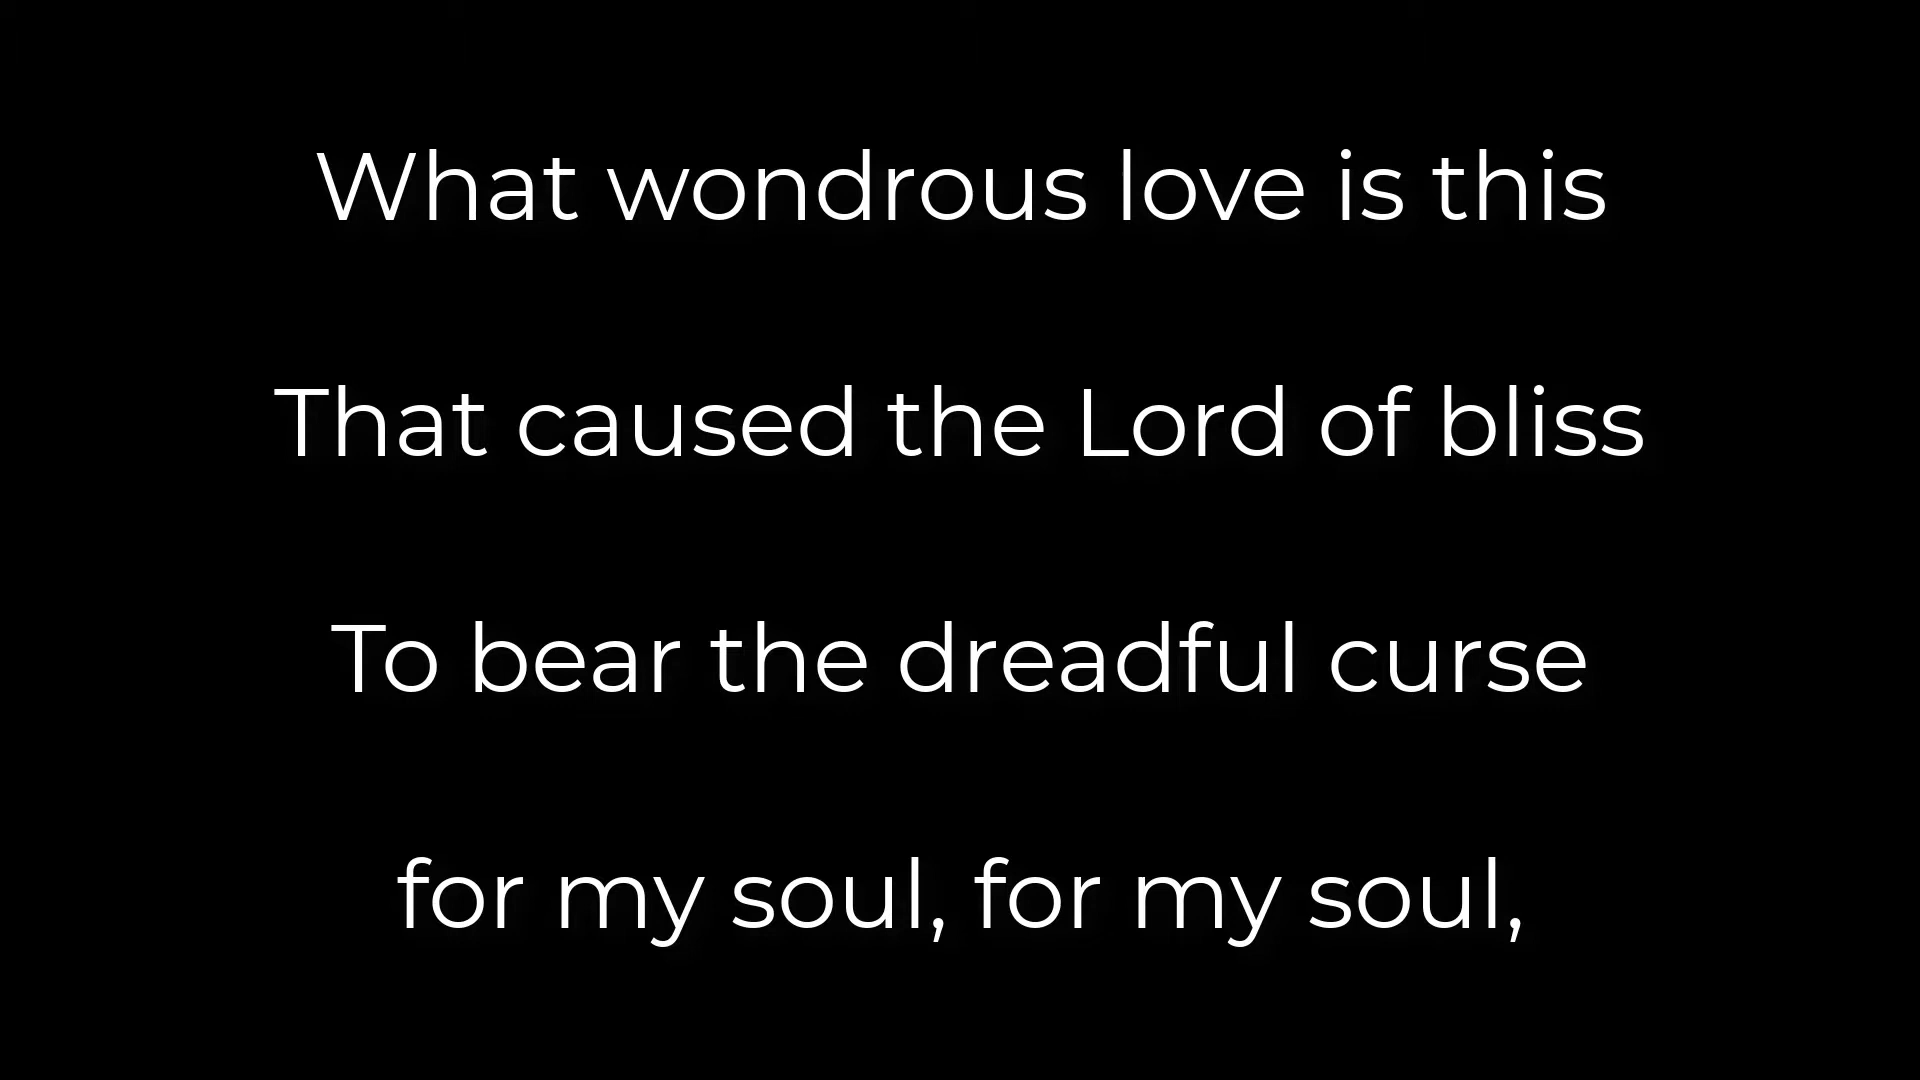 What wondrous love is this
That caused the Lord of bliss
To bear the dreadful curse
for my soul, for my soul,